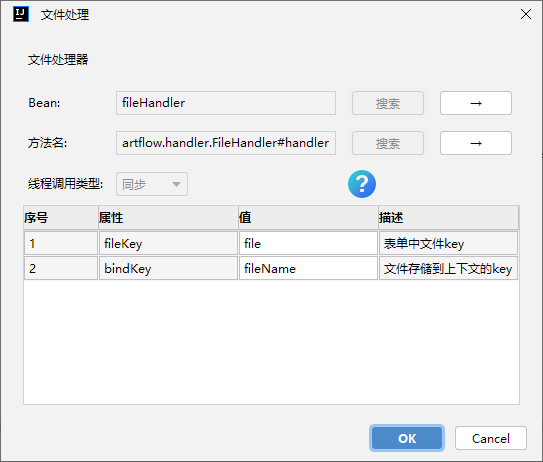 IJ 文件处理
文件处理器
Bean: fileHandler 搜索 →
方法名: artflow.handler.FileHandler#handler 搜索 →
线程调用类型: 同步 ?
序号 属性 值 描述
1 fileKey file 表单中文件key
2 bindKey fileName 文件存储到上下文的key
OK Cancel